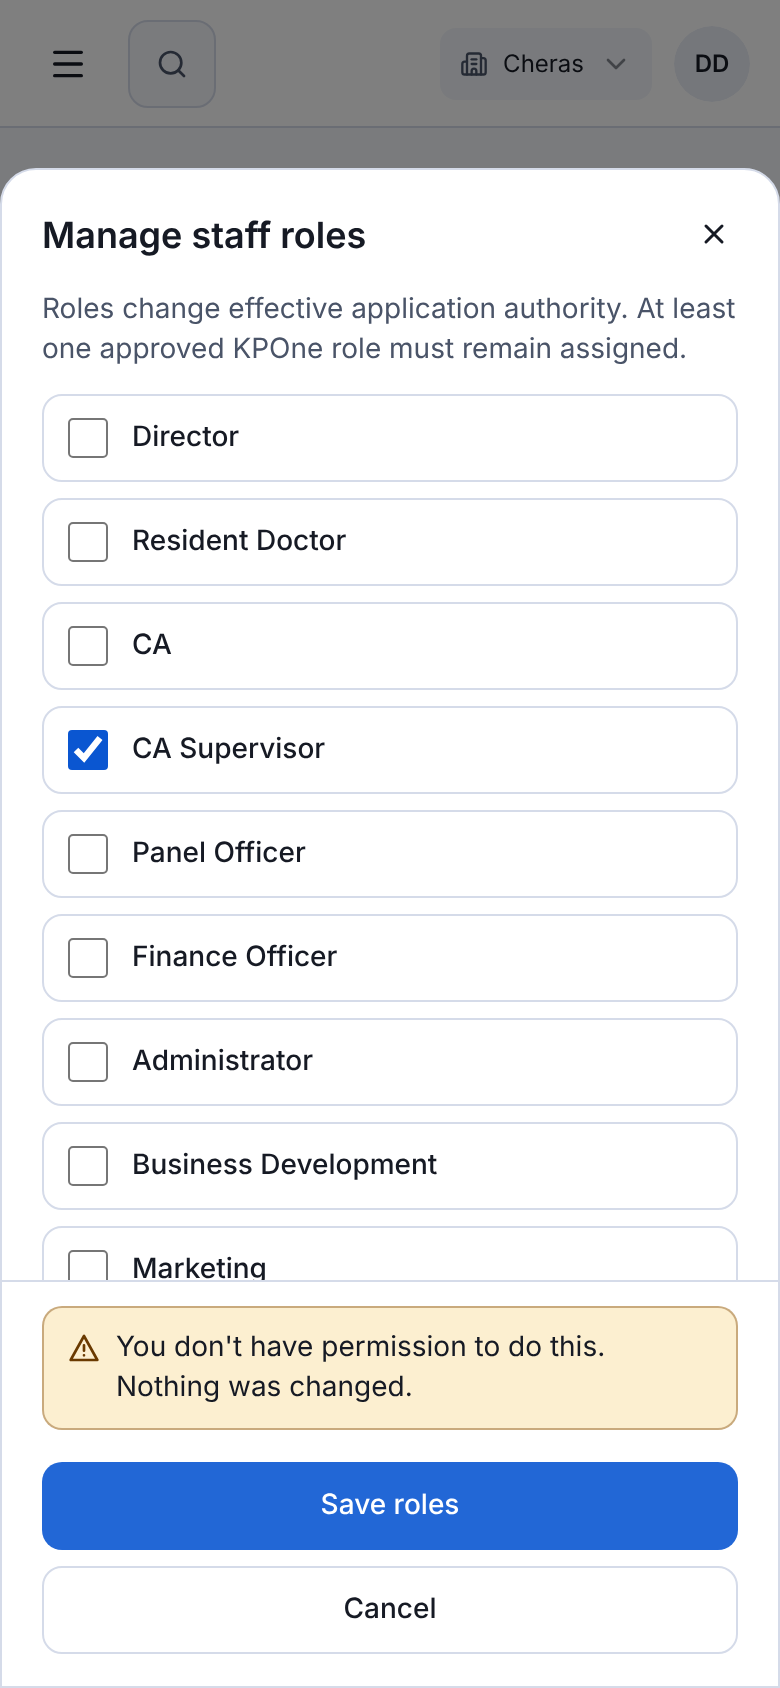 Cheras
DD
Manage staff roles
Roles change effective application authority. At least
one approved KPOne role must remain assigned.
Director
Resident Doctor
CA
CA Supervisor
Panel Officer
Finance Officer
Administrator
Business Development
Marketing
You don't have permission to do this.
Nothing was changed.
Save roles
Cancel